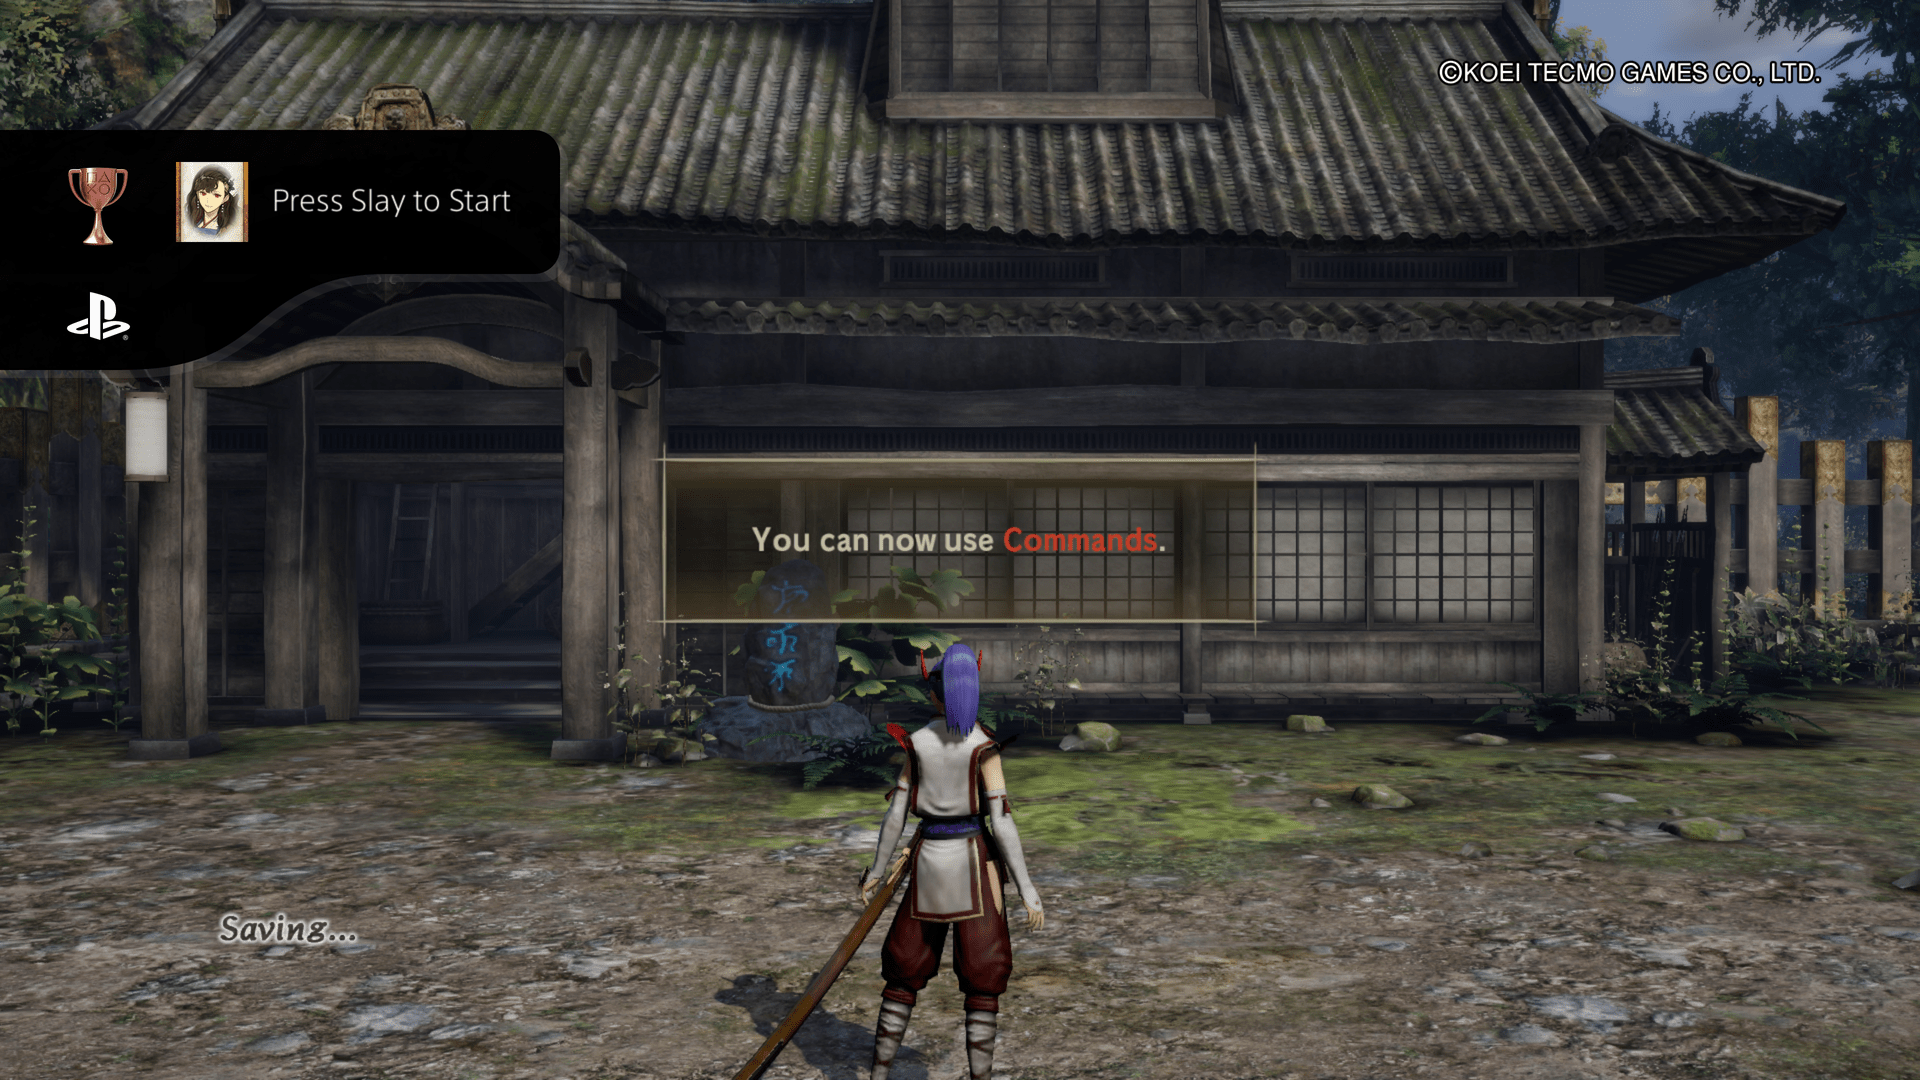 ©KOEI TECMO GAMES CO., LTD.
Press Slay to Start
You can now use Commands.
Saving...